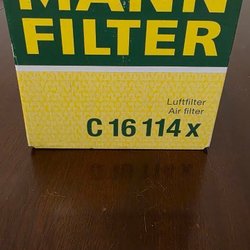 MANN
FILTER
Luftfilter
Air filter
C 16 114 x